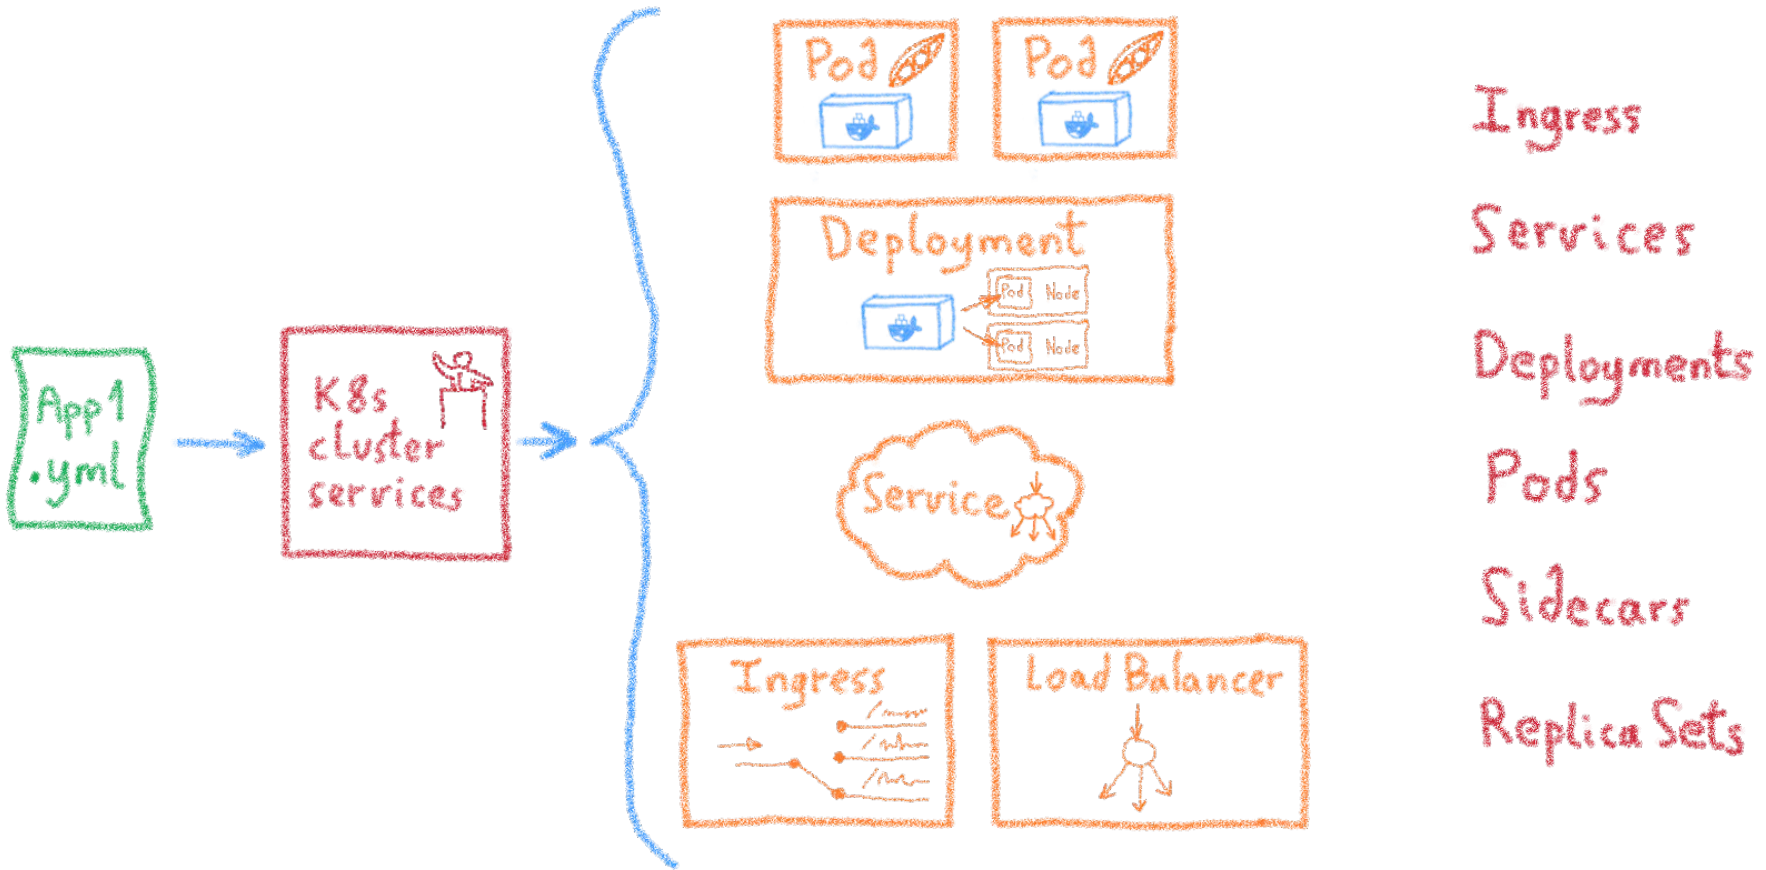 App1
.yml
K8s
cluster
services
Pod
Pod
Deployment
Pod Node
Pod Node
Service
Ingress
Load Balancer
Ingress
Services
Deployments
Pods
Sidecars
Replica Sets